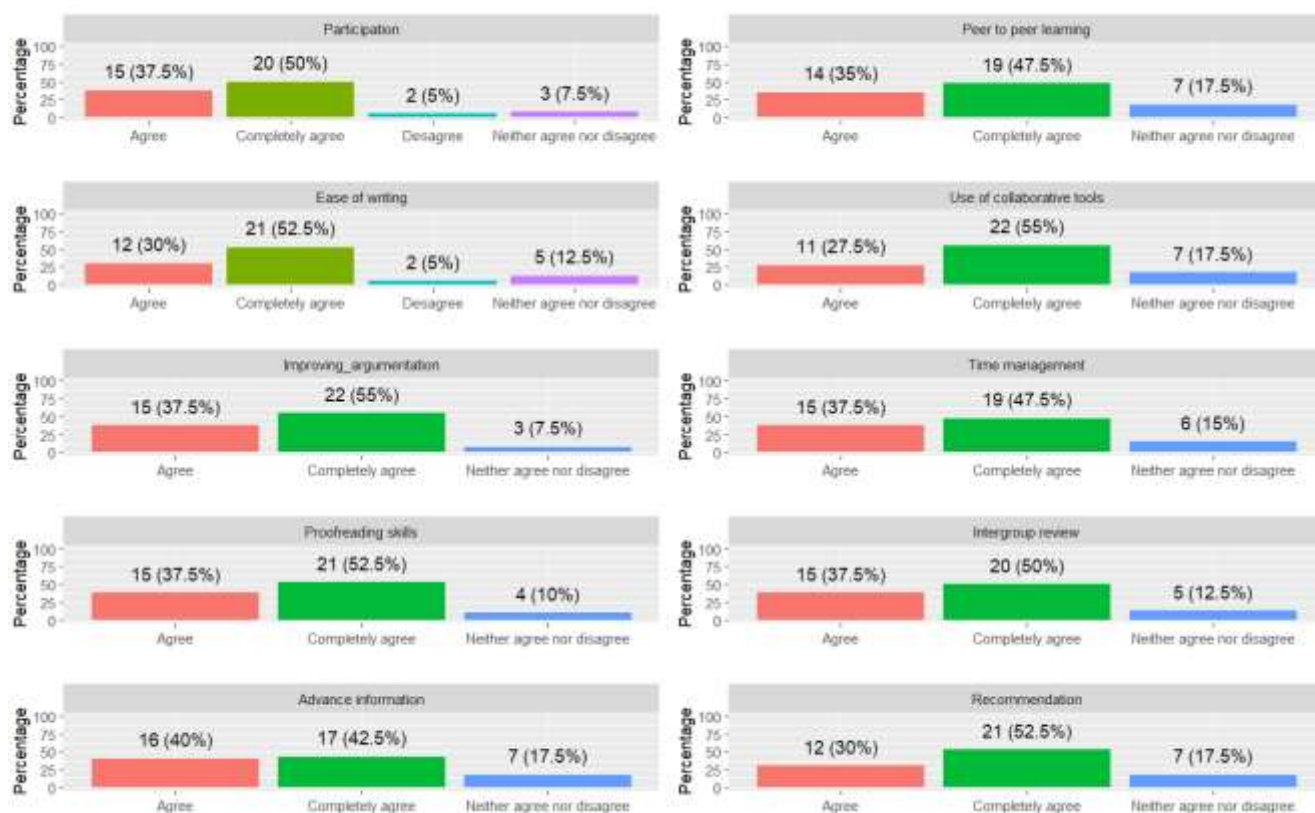 Participation
Percentage
100
75
50
25
0
15 (37.5%)
20 (50%)
2 (5%)
3 (7.5%)
Agree
Completely agree
Desagree
Neither agree nor disagree
Peer to peer learning
Percentage
100
75
50
25
0
14 (35%)
19 (47.5%)
7 (17.5%)
Agree
Completely agree
Neither agree nor disagree
Ease of writing
Percentage
100
75
50
25
0
12 (30%)
21 (52.5%)
2 (5%)
5 (12.5%)
Agree
Completely agree
Desagree
Neither agree nor disagree
Use of collaborative tools
Percentage
100
75
50
25
0
11 (27.5%)
22 (55%)
7 (17.5%)
Agree
Completely agree
Neither agree nor disagree
Improving_argumentation
Percentage
100
75
50
25
0
15 (37.5%)
22 (55%)
3 (7.5%)
Agree
Completely agree
Neither agree nor disagree
Time management
Percentage
100
75
50
25
0
15 (37.5%)
19 (47.5%)
6 (15%)
Agree
Completely agree
Neither agree nor disagree
Proofreading skills
Percentage
100
75
50
25
0
15 (37.5%)
21 (52.5%)
4 (10%)
Agree
Completely agree
Neither agree nor disagree
Intergroup review
Percentage
100
75
50
25
0
15 (37.5%)
20 (50%)
5 (12.5%)
Agree
Completely agree
Neither agree nor disagree
Advance information
Percentage
100
75
50
25
0
16 (40%)
17 (42.5%)
7 (17.5%)
Agree
Completely agree
Neither agree nor disagree
Recommendation
Percentage
100
75
50
25
0
12 (30%)
21 (52.5%)
7 (17.5%)
Agree
Completely agree
Neither agree nor disagree